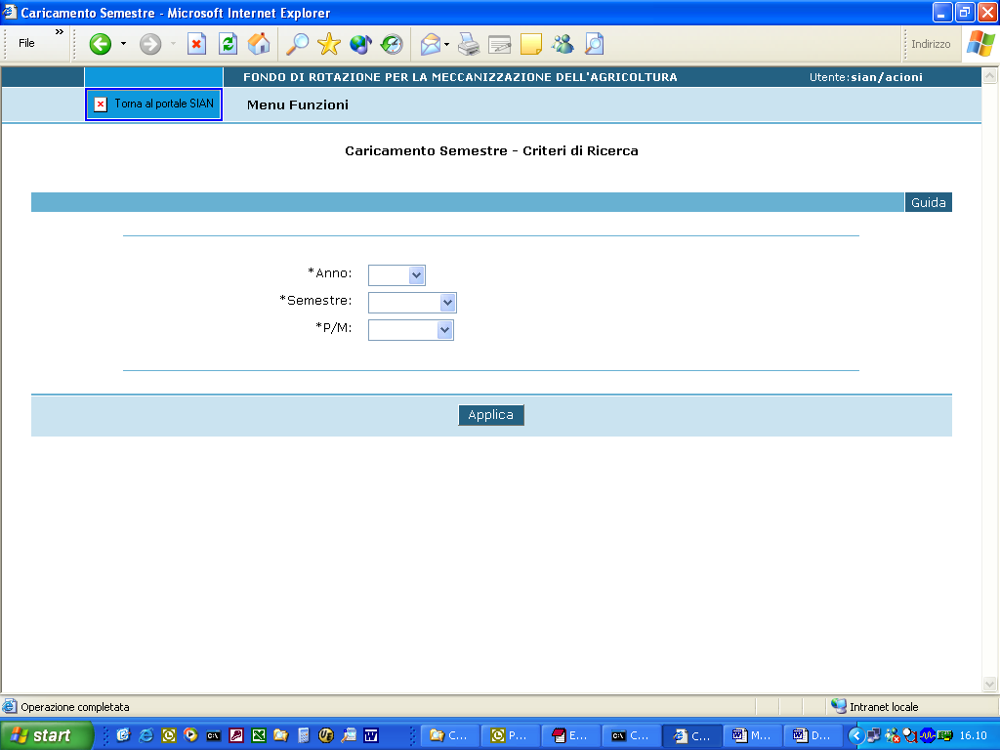 Caricamento Semestre - Microsoft Internet Explorer
File »
Indirizzo
FONDO DI ROTAZIONE PER LA MECCANIZZAZIONE DELL'AGRICOLTURA
Utente:sian/acioni
Torna al portale SIAN
Menu Funzioni
Caricamento Semestre - Criteri di Ricerca
Guida
*Anno:
*Semestre:
*P/M:
Applica
Operazione completata
Intranet locale
start
C...
P...
E...
C...
C...
M...
D...
16.10